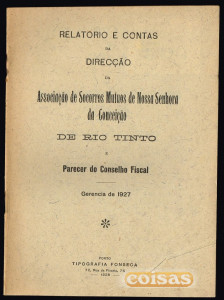 RELATORIO E CONTAS
DA
DIRECÇÃO
DA
Associação de Socorros Mutuos de Nossa Senhora
da Conceição
DE RIO TINTO
E
Parecer do Conselho Fiscal
Gerencia de 1927
PORTO
TIPOGRAFIA FONSECA
1928
coisas